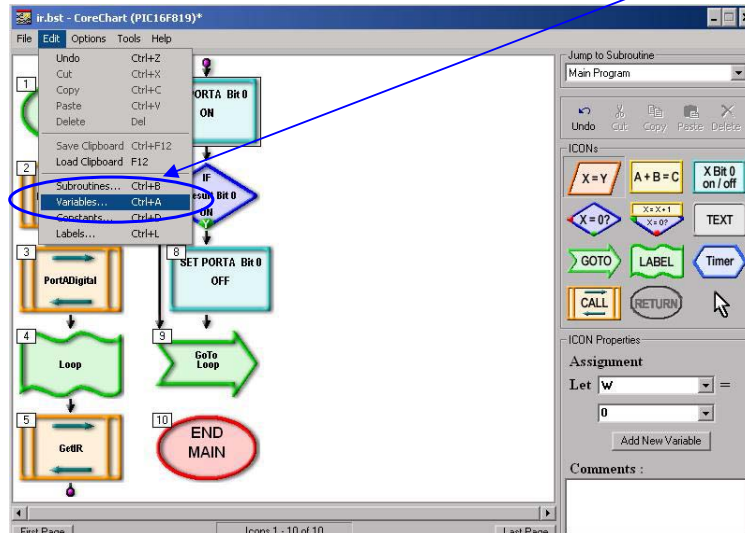 ir.bst - CoreChart (PIC16F819)*
File Edit Options Tools Help
Undo Ctrl+Z
Cut Ctrl+X
Copy Ctrl+C
Paste Ctrl+V
Delete Del
Save Clipboard Ctrl+F12
Load Clipboard F12
Subroutines... Ctrl+B
Variables... Ctrl+A
Constants... Ctrl+D
Labels... Ctrl+L
1
2
3
PortADigital
4
Loop
5
GetIR
PORTA Bit 0
ON
IF
Bit 0
ON
Y
8
SET PORTA Bit 0
OFF
9
GoTo
Loop
10
END
MAIN
First Page Icons 1 - 10 of 10 Last Page
Jump to Subroutine
Main Program
Undo Cut Copy Paste Delete
ICONs
X = Y A + B = C X Bit 0
on / off
X = 0? X = X + 1
X = 0? TEXT
GOTO LABEL Timer
CALL RETURN
ICON Properties
Assignment
Let W =
0
Add New Variable
Comments :